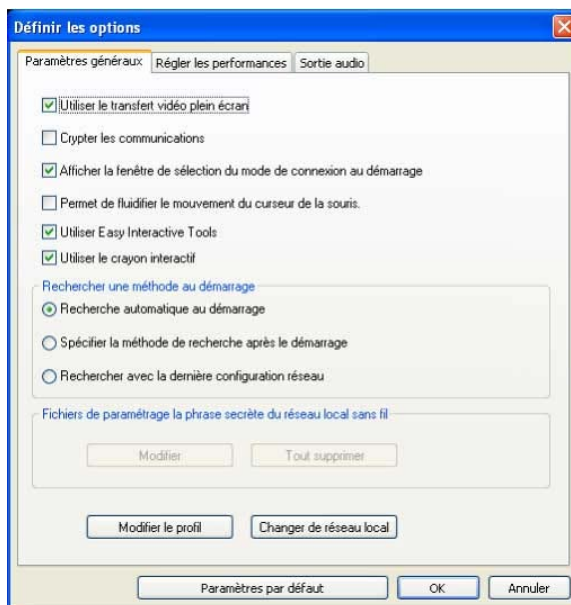 Définir les options
Paramètres généraux Régler les performances Sortie audio
Utiliser le transfert vidéo plein écran
Crypter les communications
Afficher la fenêtre de sélection du mode de connexion au démarrage
Permet de fluidifier le mouvement du curseur de la souris.
Utiliser Easy Interactive Tools
Utiliser le crayon interactif
Rechercher une méthode au démarrage
Recherche automatique au démarrage
Spécifier la méthode de recherche après le démarrage
Rechercher avec la dernière configuration réseau
Fichiers de paramétrage la phrase secrète du réseau local sans fil
Modifier Tout supprimer
Modifier le profil Changer de réseau local
Paramètres par défaut OK Annuler